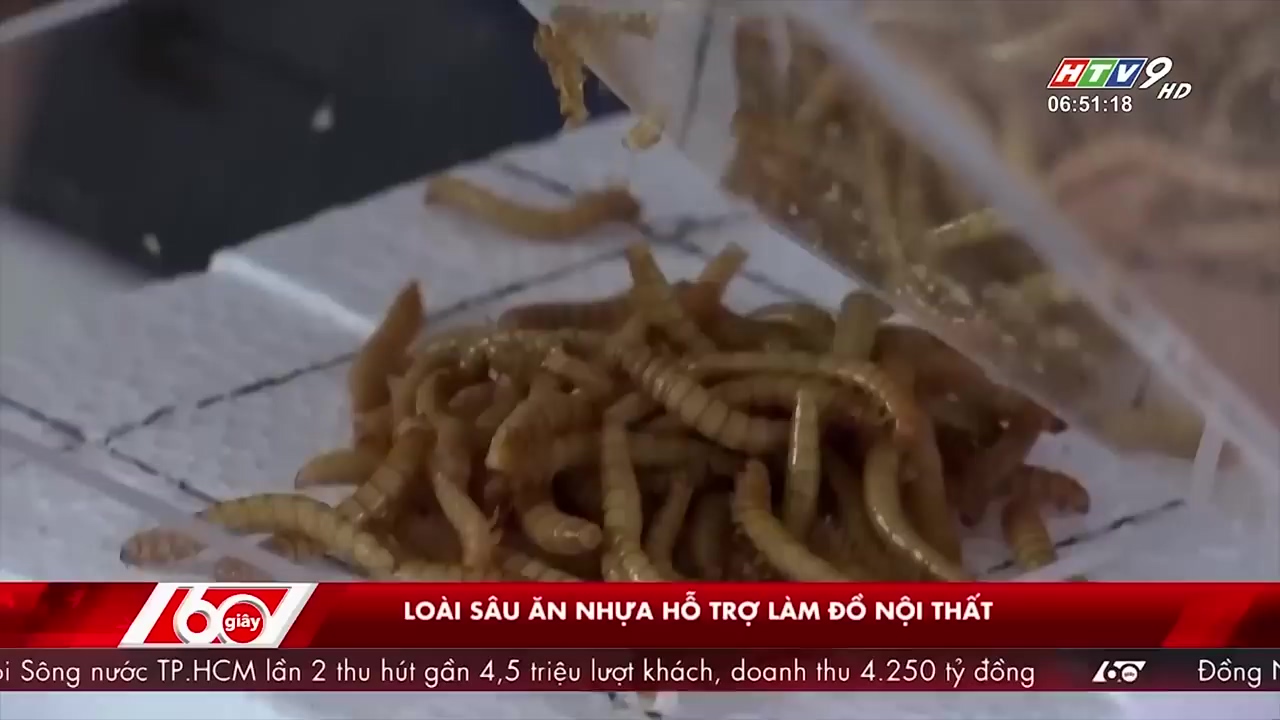 HTV9 HD
06:51:18
60 giây
LOÀI SÂU ĂN NHỰA HỖ TRỢ LÀM ĐỒ NỘI THẤT
Sông nước TP.HCM lần 2 thu hút gần 4,5 triệu lượt khách, doanh thu 4.250 tỷ đồng 60 giây Đồng